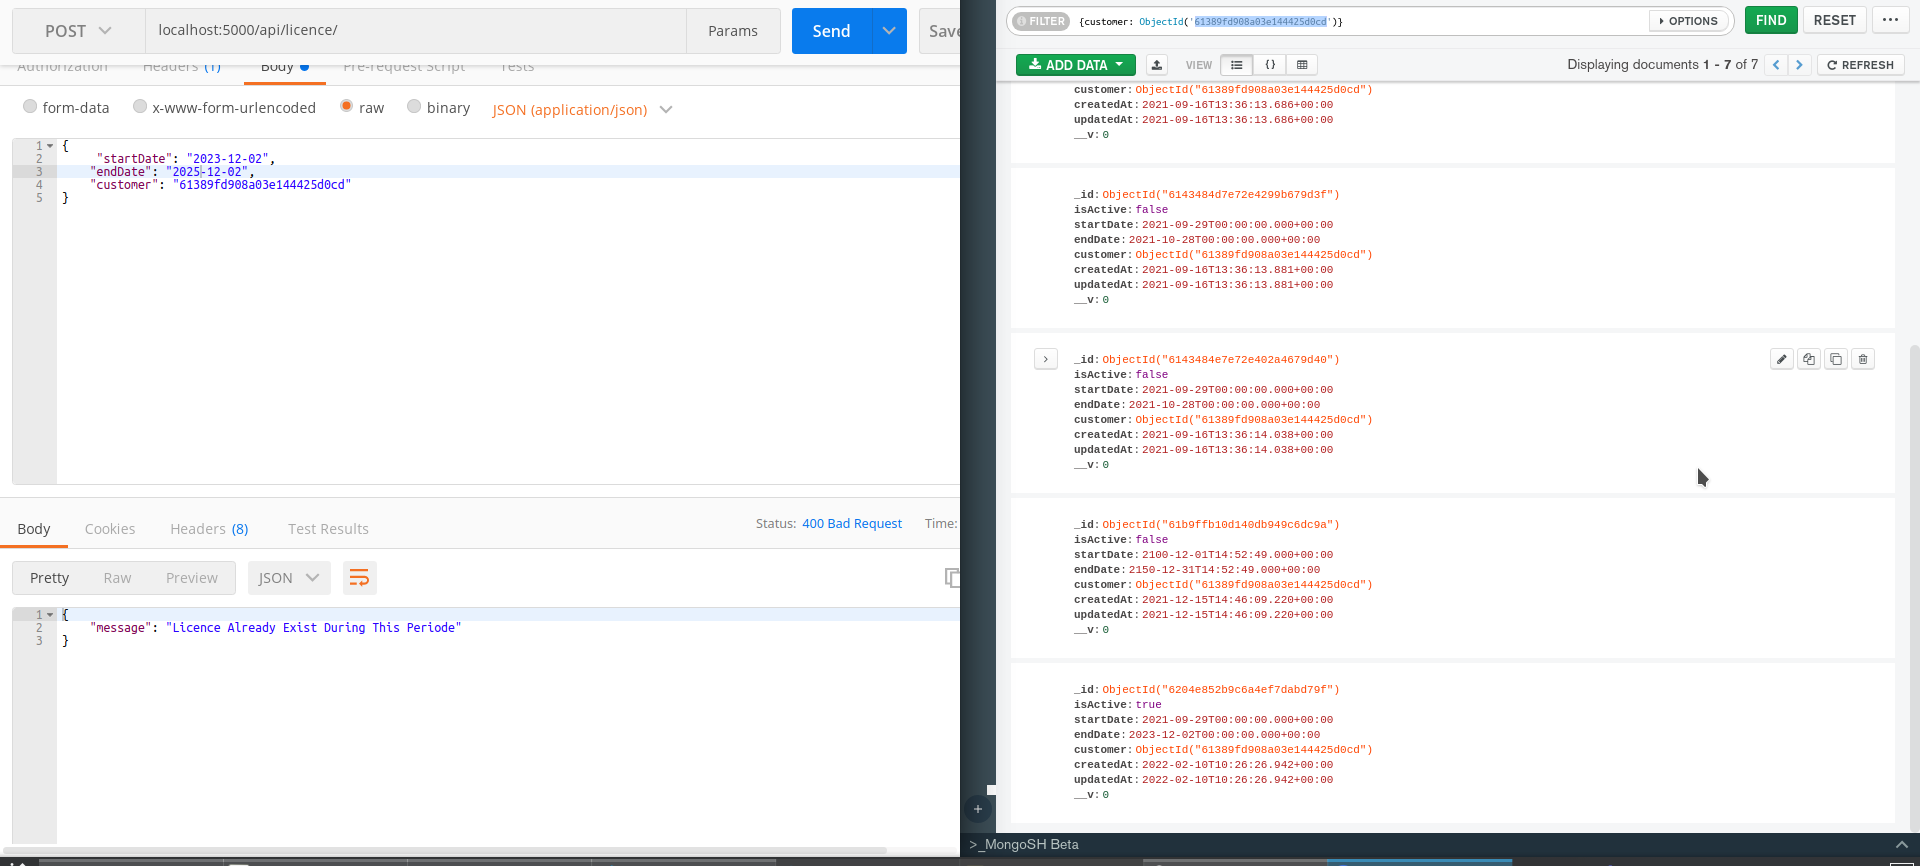 POST
localhost:5000/api/licence/
Params
Send
Save
Authorization
Headers (1)
Body
Pre-request Script
Tests
form-data
x-www-form-urlencoded
raw
binary
JSON (application/json)
1 {
2 "startDate": "2023-12-02",
3 "endDate": "2025-12-02",
4 "customer": "61389fd908a03e144425d0cd"
5 }
Body
Cookies
Headers (8)
Test Results
Status: 400 Bad Request
Time:
Pretty
Raw
Preview
JSON
1 {
2 "message": "Licence Already Exist During This Periode"
3 }
FILTER
{customer: ObjectId('61389fd908a03e144425d0cd')}
OPTIONS
FIND
RESET
ADD DATA
VIEW
{}
Displaying documents 1 - 7 of 7
REFRESH
customer: ObjectId("61389fd908a03e144425d0cd")
createdAt: 2021-09-16T13:36:13.686+00:00
updatedAt: 2021-09-16T13:36:13.686+00:00
__v: 0
_id: ObjectId("6143484d7e72e4299b679d3f")
isActive: false
startDate: 2021-09-29T00:00:00.000+00:00
endDate: 2021-10-28T00:00:00.000+00:00
customer: ObjectId("61389fd908a03e144425d0cd")
createdAt: 2021-09-16T13:36:13.881+00:00
updatedAt: 2021-09-16T13:36:13.881+00:00
__v: 0
_id: ObjectId("6143484e7e72e402a4679d40")
isActive: false
startDate: 2021-09-29T00:00:00.000+00:00
endDate: 2021-10-28T00:00:00.000+00:00
customer: ObjectId("61389fd908a03e144425d0cd")
createdAt: 2021-09-16T13:36:14.038+00:00
updatedAt: 2021-09-16T13:36:14.038+00:00
__v: 0
_id: ObjectId("61b9ffb10d140db949c6dc9a")
isActive: false
startDate: 2100-12-01T14:52:49.000+00:00
endDate: 2150-12-31T14:52:49.000+00:00
customer: ObjectId("61389fd908a03e144425d0cd")
createdAt: 2021-12-15T14:46:09.220+00:00
updatedAt: 2021-12-15T14:46:09.220+00:00
__v: 0
_id: ObjectId("6204e852b9c6a4ef7dabd79f")
isActive: true
startDate: 2021-09-29T00:00:00.000+00:00
endDate: 2023-12-02T00:00:00.000+00:00
customer: ObjectId("61389fd908a03e144425d0cd")
createdAt: 2022-02-10T10:26:26.942+00:00
updatedAt: 2022-02-10T10:26:26.942+00:00
__v: 0
>_MongoSH Beta